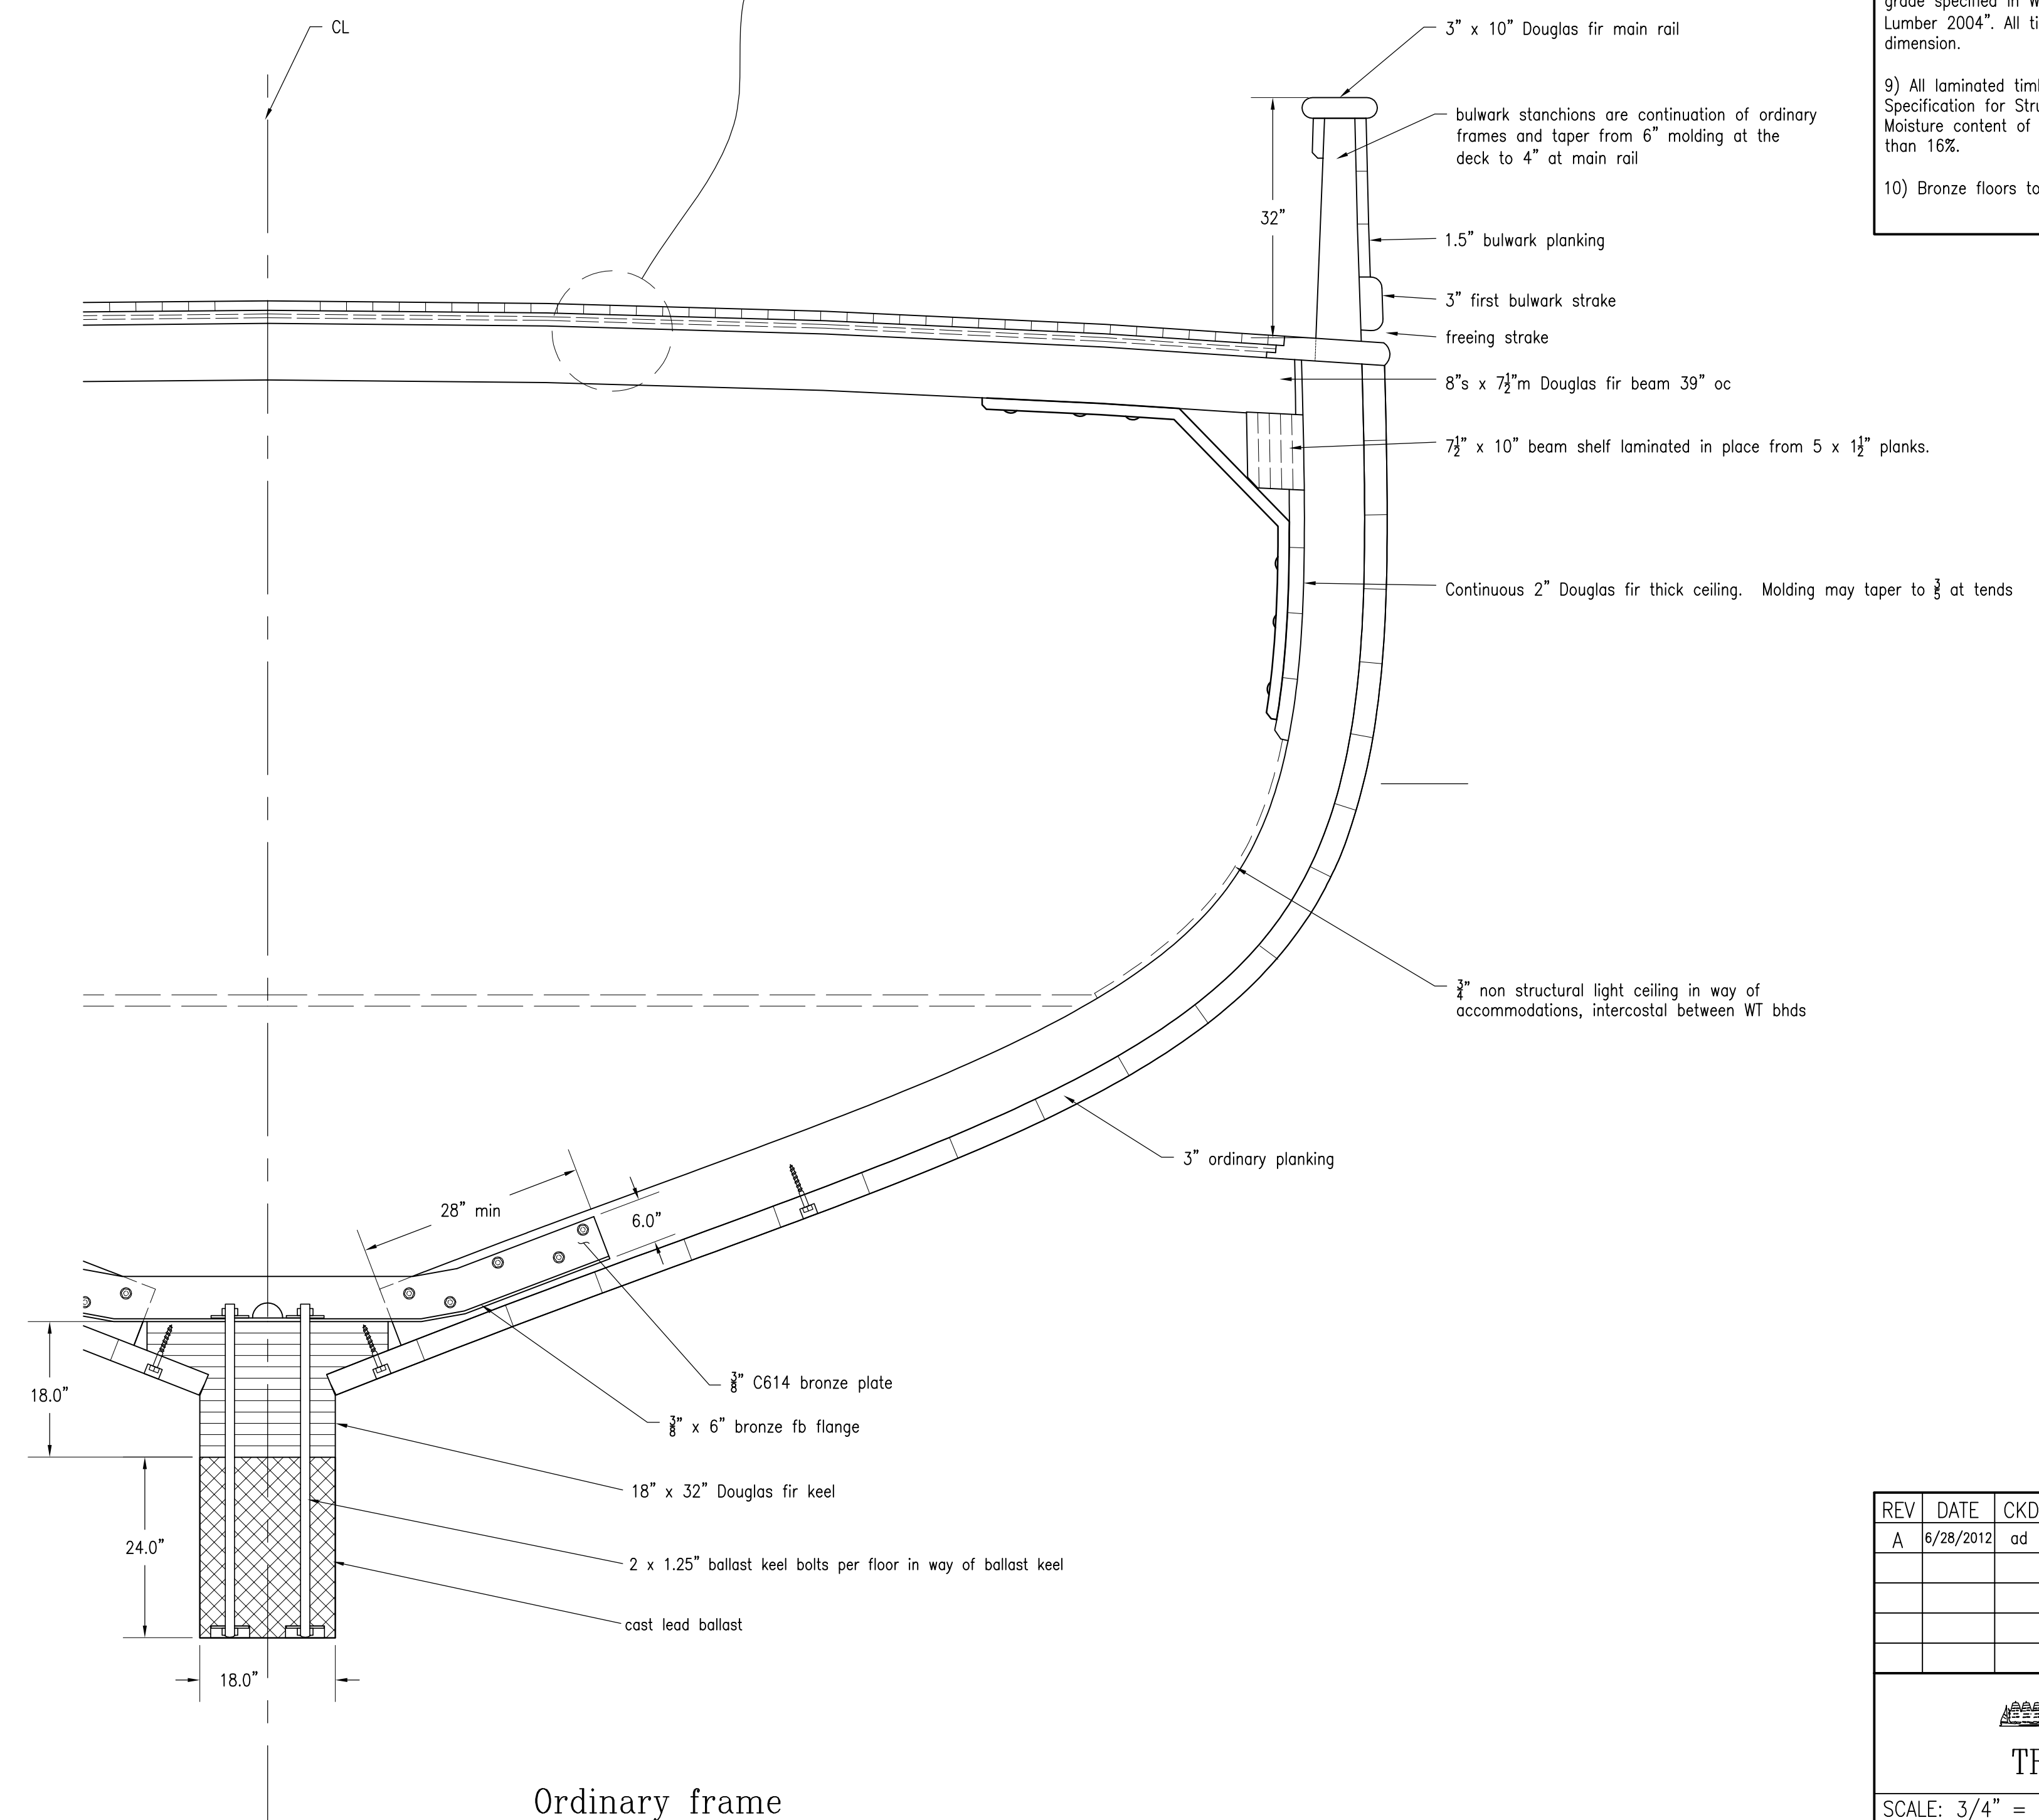 CL
3" x 10" Douglas fir main rail
bulwark stanchions are continuation of ordinary
frames and taper from 6" molding at the
deck to 4" at main rail
32"
1.5" bulwark planking
3" first bulwark strake
freeing strake
8"s x 7½"m Douglas fir beam 39" oc
7½" x 10" beam shelf laminated in place from 5 x 1½" planks.
Continuous 2" Douglas fir thick ceiling. Molding may taper to 3/5 at tends
¾" non structural light ceiling in way of
accommodations, intercostal between WT bhds
3" ordinary planking
28" min
6.0"
⅜" C614 bronze plate
⅜" x 6" bronze fb flange
18.0"
18" x 32" Douglas fir keel
24.0"
2 x 1.25" ballast keel bolts per floor in way of ballast keel
cast lead ballast
18.0"
Ordinary frame
grade specified in W
Lumber 2004". All ti
dimension.
9) All laminated timl
Specification for Stru
Moisture content of
than 16%.
10) Bronze floors to
REV DATE CKD
A 6/28/2012 ad
SCALE: 3/4" =